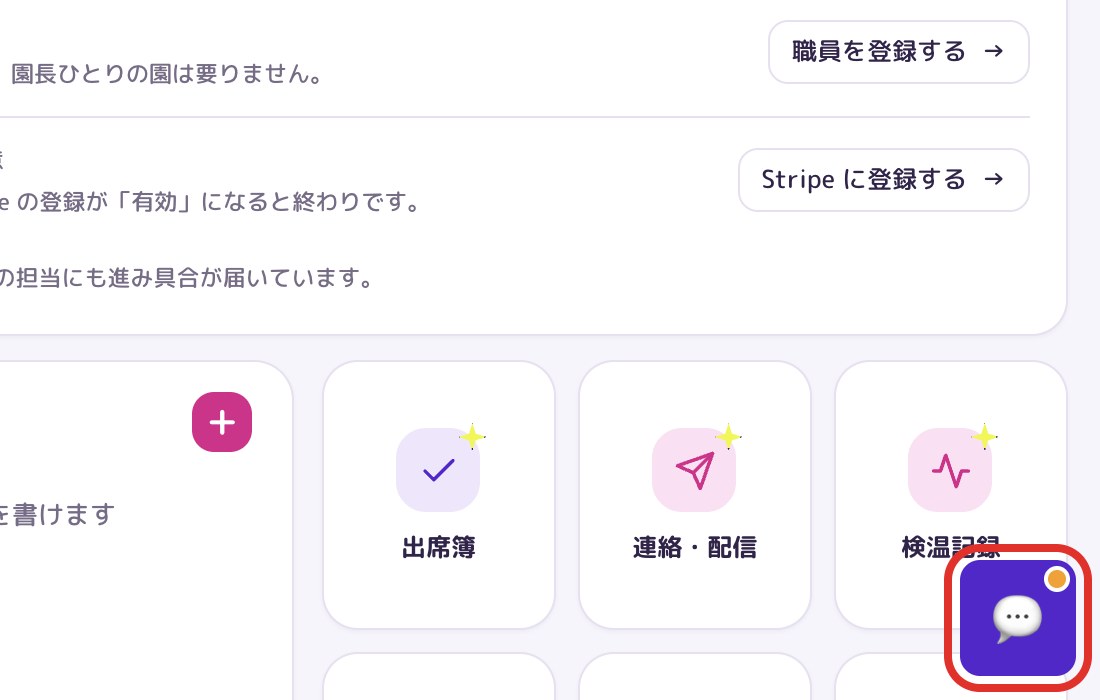 職員を登録する →
園長ひとりの園は要りません。
Stripe に登録する →
e の登録が「有効」になると終わりです。
の担当にも進み具合が届いています。
を書けます
出席簿
連絡・配信
検温記録